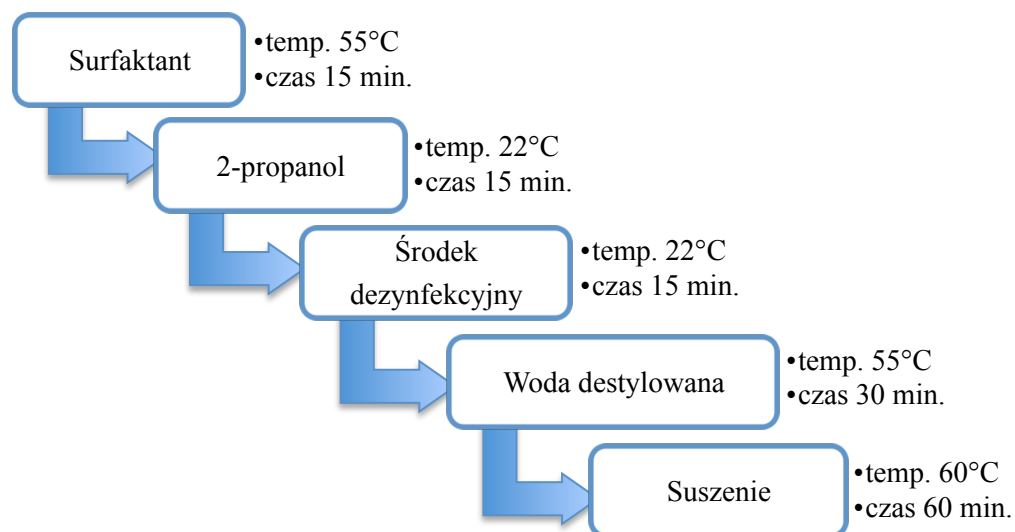 Surfaktant
•temp. 55°C
•czas 15 min.
2-propanol
•temp. 22°C
•czas 15 min.
Środek
dezynfekcyjny
•temp. 22°C
•czas 15 min.
Woda destylowana
•temp. 55°C
•czas 30 min.
Suszenie
•temp. 60°C
•czas 60 min.